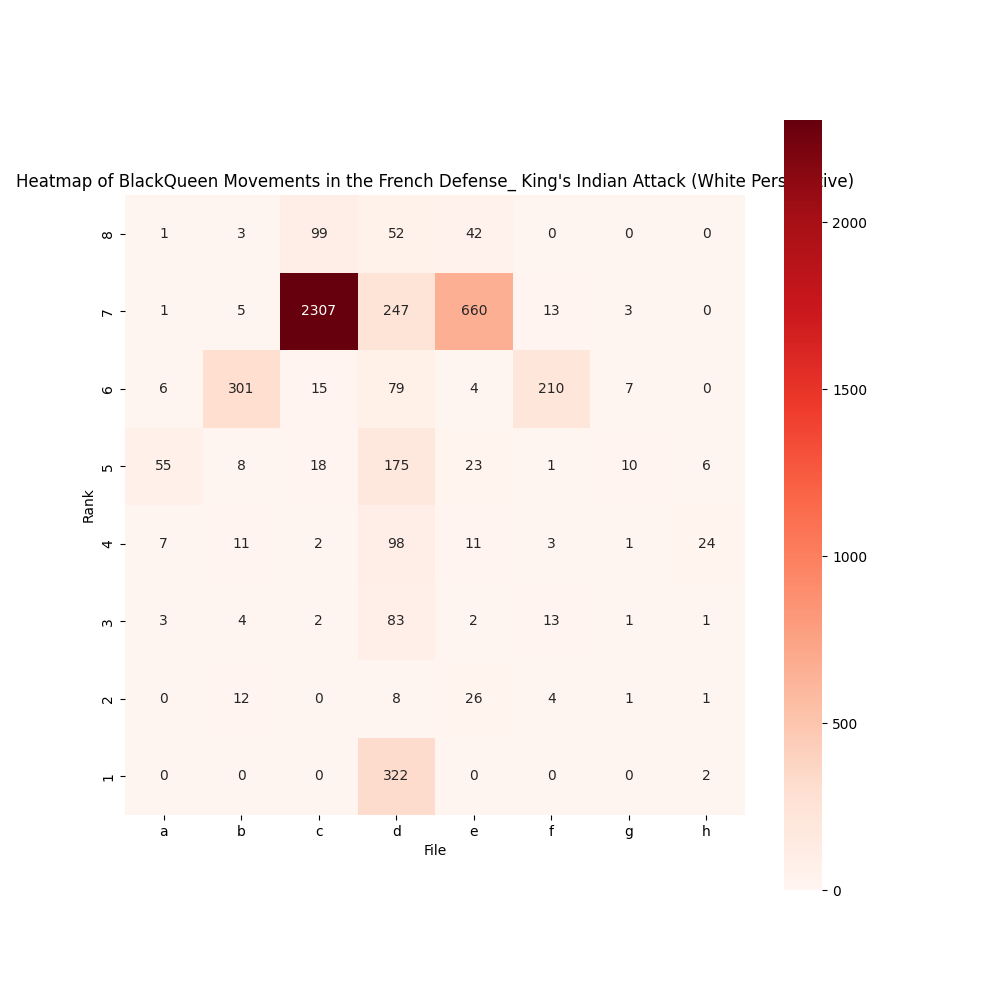 Heatmap of BlackQueen Movements in the French Defense_ King's Indian Attack (White Pers    ive)
2000
1500
1000
500
0
Rank
8 1 3 99 52 42 0 0 0
7 1 5 2307 247 660 13 3 0
6 6 301 15 79 4 210 7 0
5 55 8 18 175 23 1 10 6
4 7 11 2 98 11 3 1 24
3 3 4 2 83 2 13 1 1
2 0 12 0 8 26 4 1 1
1 0 0 0 322 0 0 0 2
a b c d e f g h
File